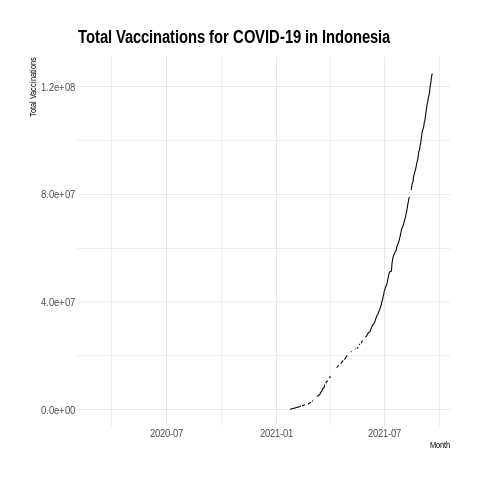 Total Vaccinations for COVID-19 in Indonesia
Total Vaccinations
1.2e+08
8.0e+07
4.0e+07
0.0e+00
2020-07
2021-01
2021-07
Month